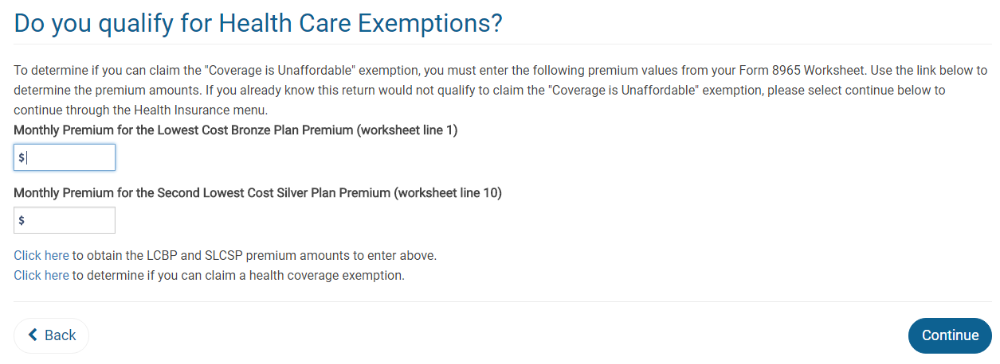 Do you qualify for Health Care Exemptions?
To determine if you can claim the "Coverage is Unaffordable" exemption, you must enter the following premium values from your Form 8965 Worksheet. Use the link below to
determine the premium amounts. If you already know this return would not qualify to claim the "Coverage is Unaffordable" exemption, please select continue below to
continue through the Health Insurance menu.
Monthly Premium for the Lowest Cost Bronze Plan Premium (worksheet line 1)
$
Monthly Premium for the Second Lowest Cost Silver Plan Premium (worksheet line 10)
$
Click here to obtain the LCBP and SLCSP premium amounts to enter above.
Click here to determine if you can claim a health coverage exemption.
Back
Continue